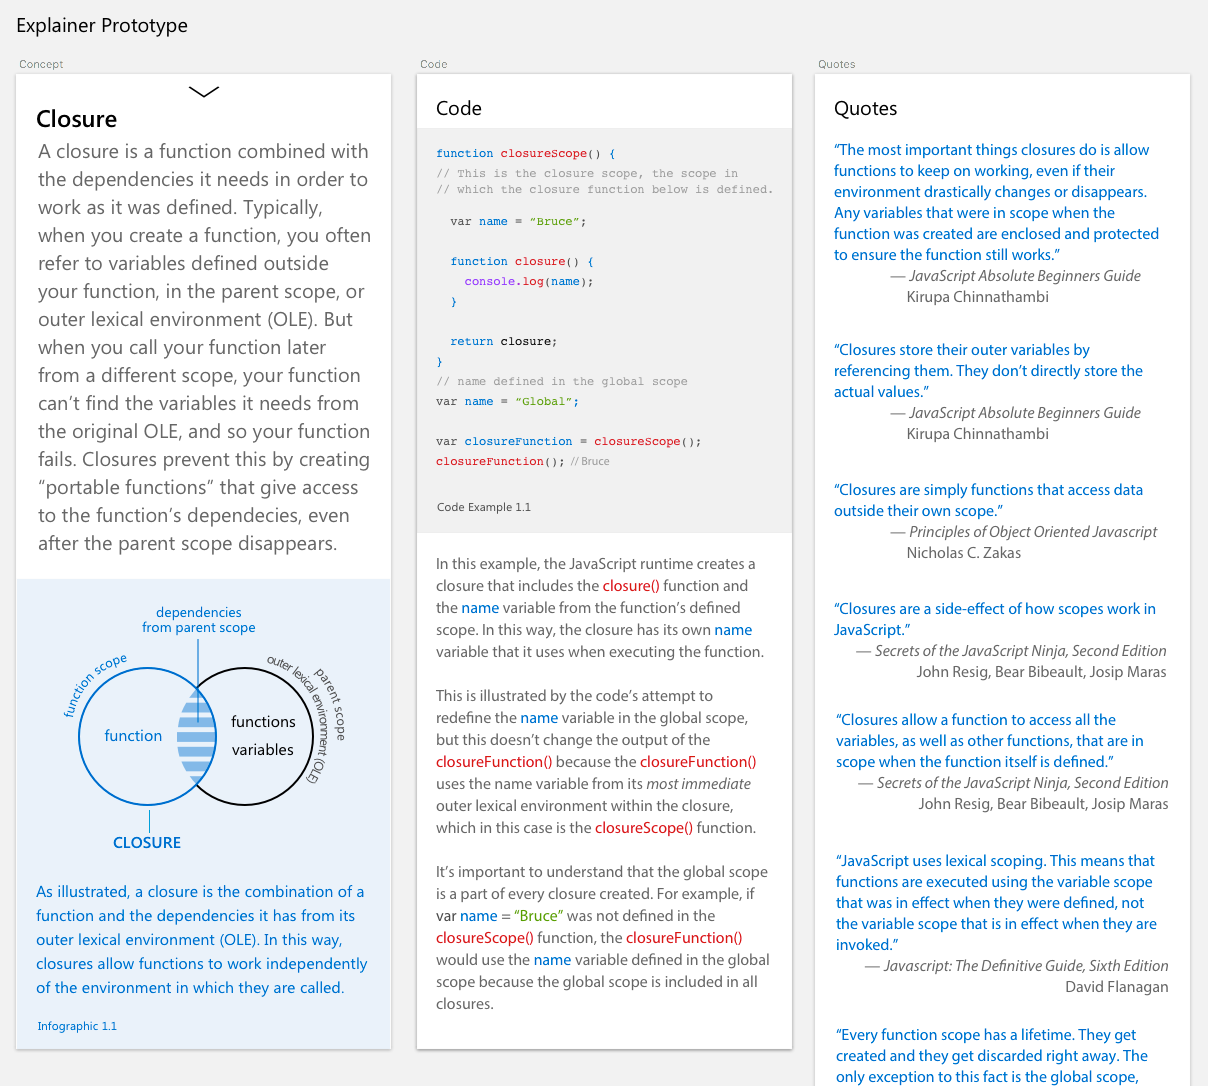 Explainer Prototype
Concept
Closure
A closure is a function combined with
the dependencies it needs in order to
work as it was defined. Typically,
when you create a function, you often
refer to variables defined outside
your function, in the parent scope, or
outer lexical environment (OLE). But
when you call your function later
from a different scope, your function
can’t find the variables it needs from
the original OLE, and so your function
fails. Closures prevent this by creating
“portable functions” that give access
to the function’s dependecies, even
after the parent scope disappears.
dependencies
from parent scope
function scope
outer lexical environment (OLE)
parent scope
function
functions
variables
CLOSURE
As illustrated, a closure is the combination of a
function and the dependencies it has from its
outer lexical environment (OLE). In this way,
closures allow functions to work independently
of the environment in which they are called.
Infographic 1.1
Code
Code
function closureScope() {
// This is the closure scope, the scope in
// which the closure function below is defined.
var name = “Bruce”;
function closure() {
console.log(name);
}
return closure;
}
// name defined in the global scope
var name = “Global”;
var closureFunction = closureScope();
closureFunction(); // Bruce
Code Example 1.1
In this example, the JavaScript runtime creates a
closure that includes the closure() function and
the name variable from the function’s defined
scope. In this way, the closure has its own name
variable that it uses when executing the function.
This is illustrated by the code’s attempt to
redefine the name variable in the global scope,
but this doesn’t change the output of the
closureFunction() because the closureFunction()
uses the name variable from its most immediate
outer lexical environment within the closure,
which in this case is the closureScope() function.
It’s important to understand that the global scope
is a part of every closure created. For example, if
var name = “Bruce” was not defined in the
closureScope() function, the closureFunction()
would use the name variable defined in the global
scope because the global scope is included in all
closures.
Quotes
Quotes
“The most important things closures do is allow
functions to keep on working, even if their
environment drastically changes or disappears.
Any variables that were in scope when the
function was created are enclosed and protected
to ensure the function still works.”
— JavaScript Absolute Beginners Guide
Kirupa Chinnathambi
“Closures store their outer variables by
referencing them. They don’t directly store the
actual values.”
— JavaScript Absolute Beginners Guide
Kirupa Chinnathambi
“Closures are simply functions that access data
outside their own scope.”
— Principles of Object Oriented Javascript
Nicholas C. Zakas
“Closures are a side-effect of how scopes work in
JavaScript.”
— Secrets of the JavaScript Ninja, Second Edition
John Resig, Bear Bibeault, Josip Maras
“Closures allow a function to access all the
variables, as well as other functions, that are in
scope when the function itself is defined.”
— Secrets of the JavaScript Ninja, Second Edition
John Resig, Bear Bibeault, Josip Maras
“JavaScript uses lexical scoping. This means that
functions are executed using the variable scope
that was in effect when they were defined, not
the variable scope that is in effect when they are
invoked.”
— Javascript: The Definitive Guide, Sixth Edition
David Flanagan
“Every function scope has a lifetime. They get
created and they get discarded right away. The
only exception to this fact is the global scope,